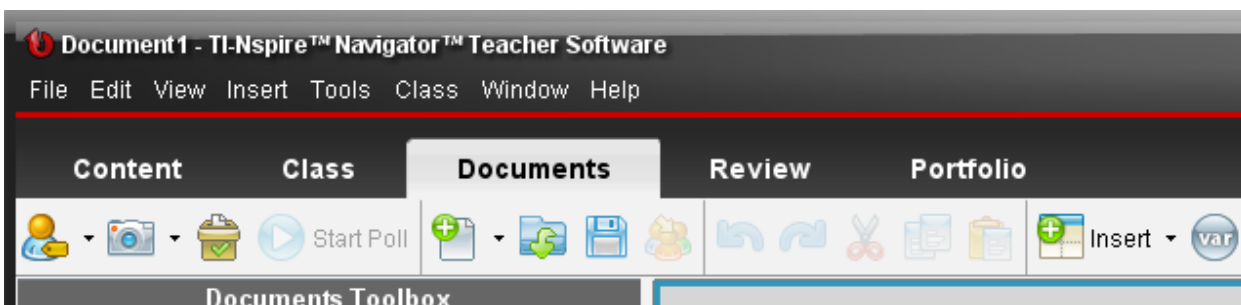 Document1 - TI-Nspire™ Navigator™ Teacher Software
File Edit View Insert Tools Class Window Help
Content Class Documents Review Portfolio
Start Poll Insert var
Documents Toolbox